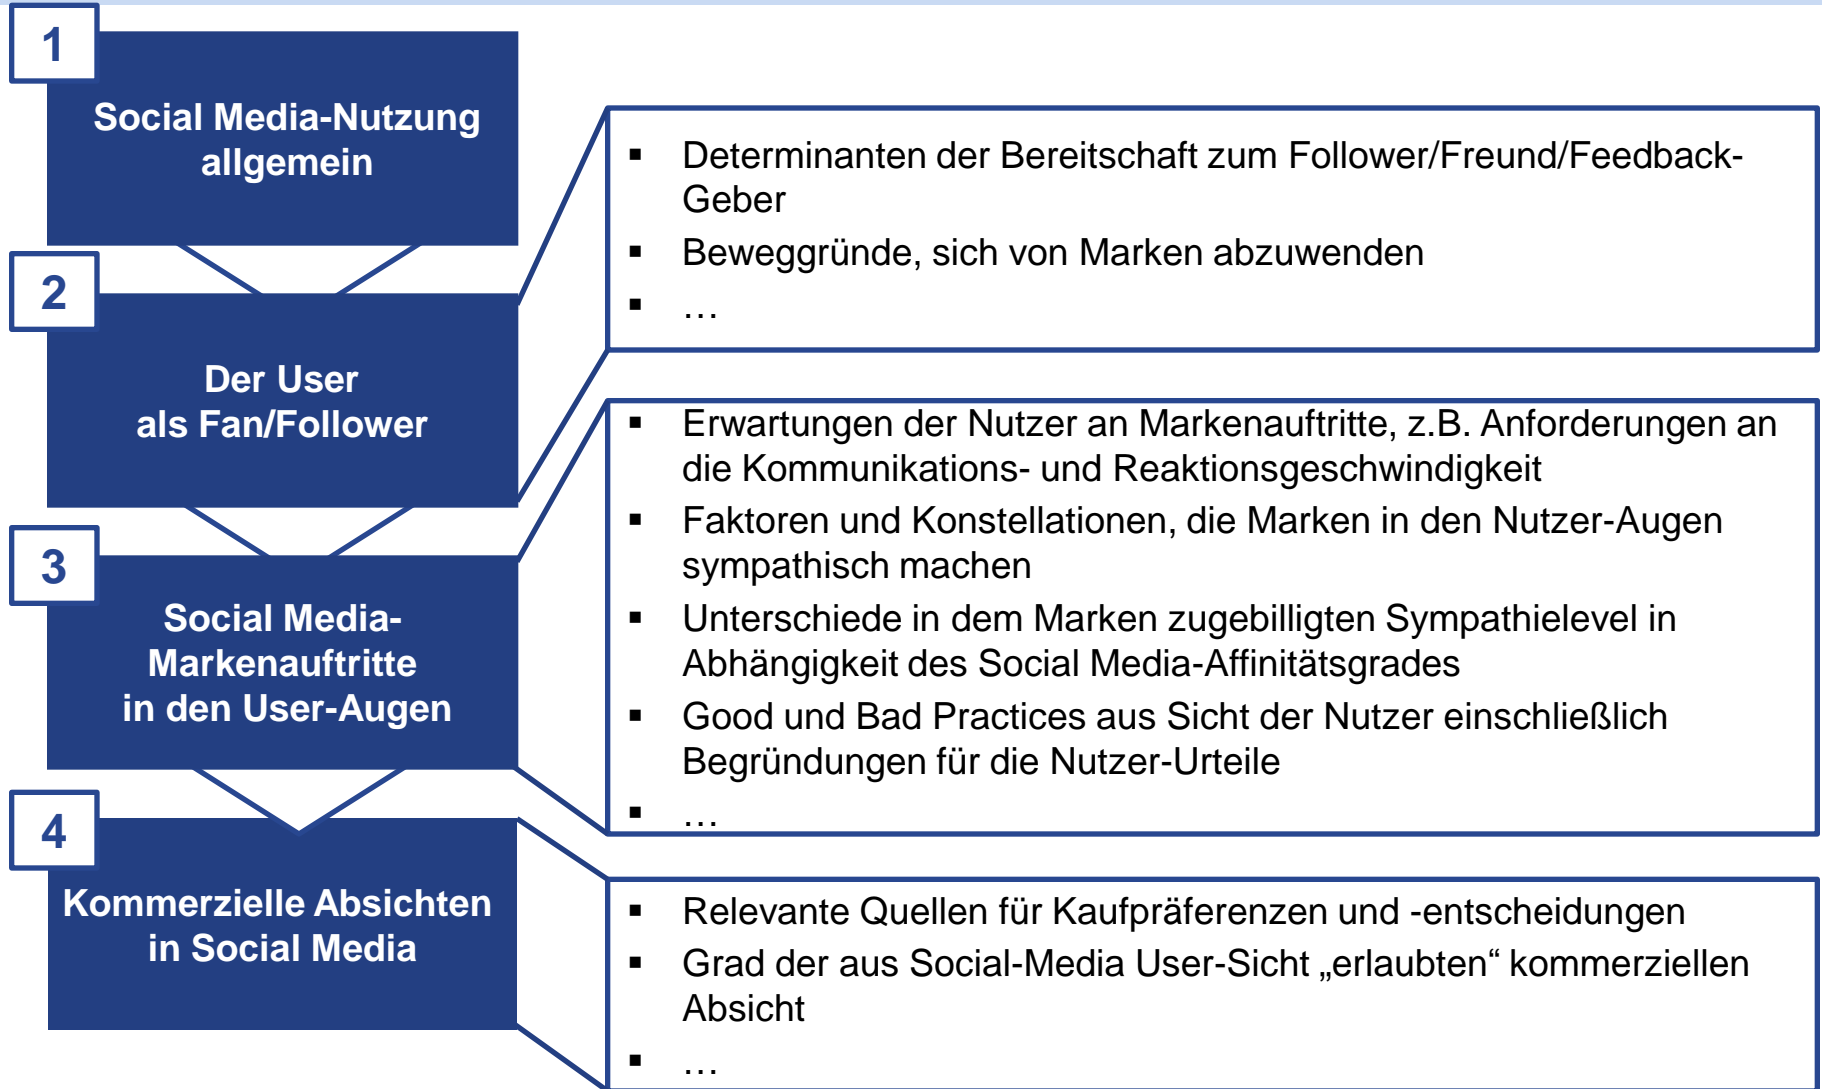 1
Social Media-Nutzung
allgemein
2
Der User
als Fan/Follower
▪ Determinanten der Bereitschaft zum Follower/Freund/Feedback-
Geber
▪ Beweggründe, sich von Marken abzuwenden
▪ …
3
Social Media-
Markenauftritte
in den User-Augen
▪ Erwartungen der Nutzer an Markenauftritte, z.B. Anforderungen an
die Kommunikations- und Reaktionsgeschwindigkeit
▪ Faktoren und Konstellationen, die Marken in den Nutzer-Augen
sympathisch machen
▪ Unterschiede in dem Marken zugebilligten Sympathielevel in
Abhängigkeit des Social Media-Affinitätsgrades
▪ Good und Bad Practices aus Sicht der Nutzer einschließlich
Begründungen für die Nutzer-Urteile
▪ …
4
Kommerzielle Absichten
in Social Media
▪ Relevante Quellen für Kaufpräferenzen und -entscheidungen
▪ Grad der aus Social-Media User-Sicht „erlaubten“ kommerziellen
Absicht
▪ …